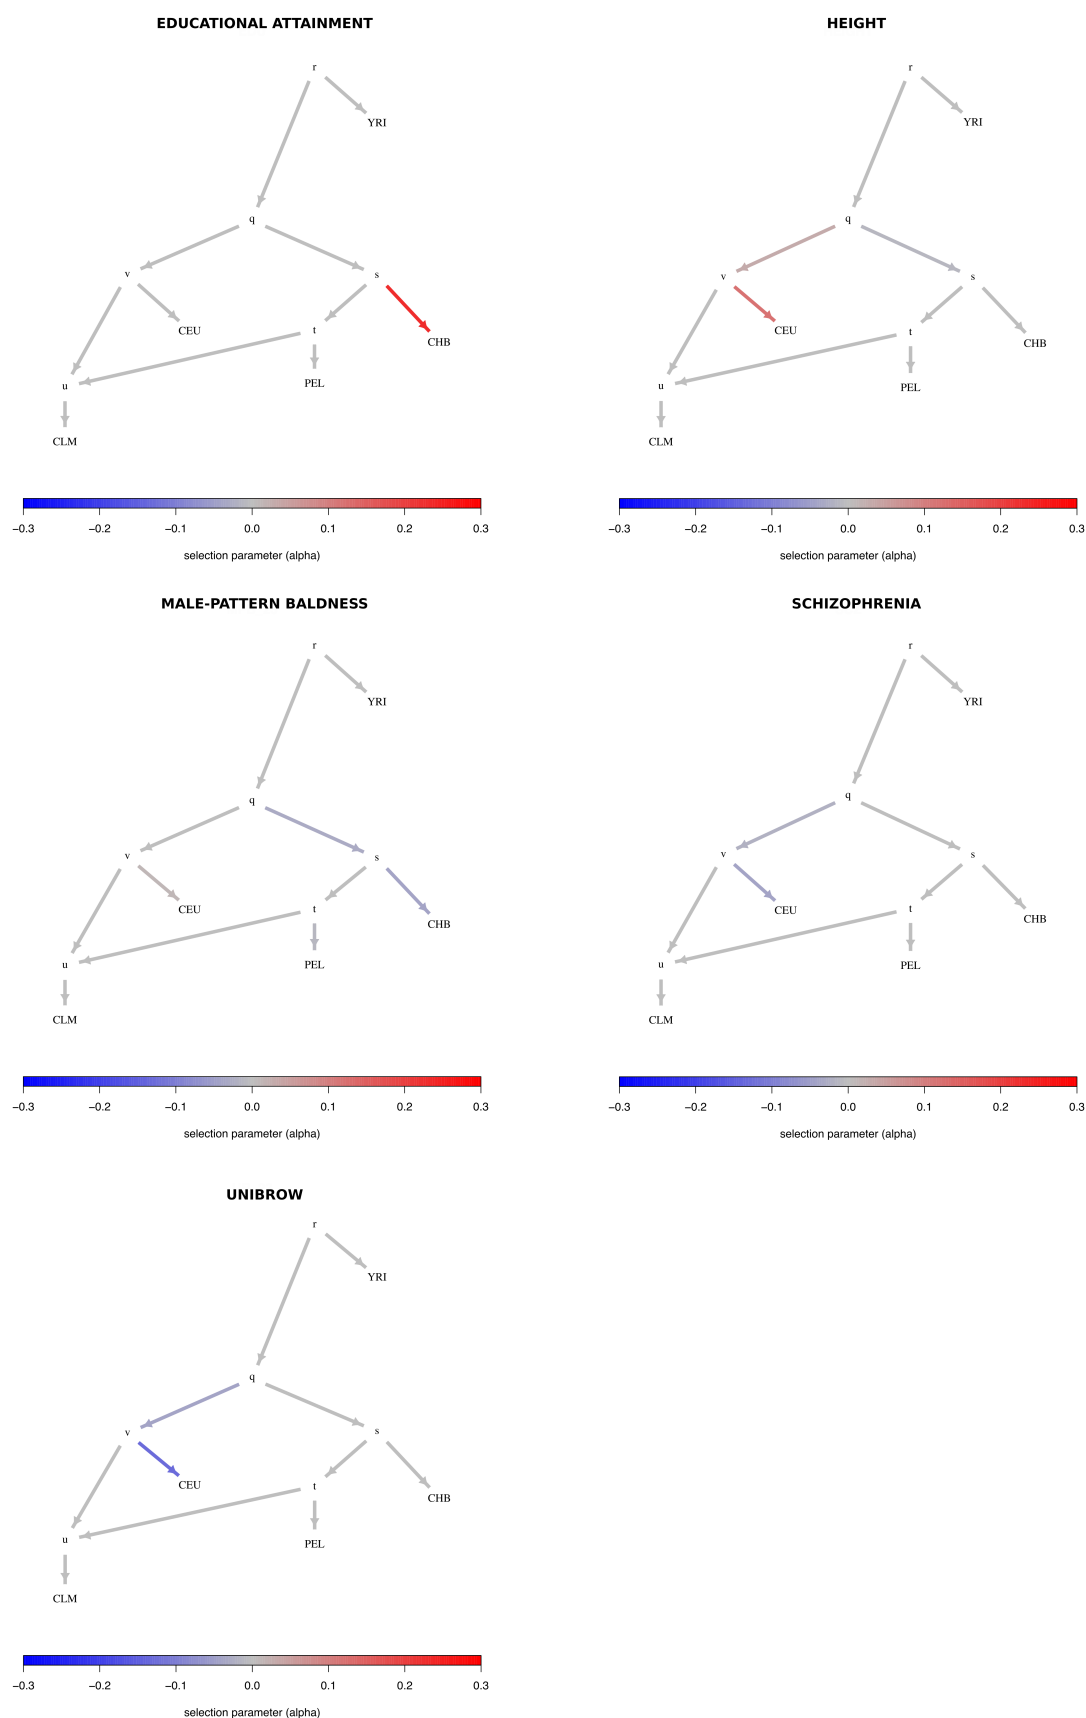 EDUCATIONAL ATTAINMENT
r
YRI
q
v
s
CEU
t
CHB
u
PEL
CLM
−0.3 −0.2 −0.1 0.0 0.1 0.2 0.3
selection parameter (alpha)
HEIGHT
r
YRI
q
v
s
CEU
t
CHB
u
PEL
CLM
−0.3 −0.2 −0.1 0.0 0.1 0.2 0.3
selection parameter (alpha)
MALE-PATTERN BALDNESS
r
YRI
q
v
s
CEU
t
CHB
u
PEL
CLM
−0.3 −0.2 −0.1 0.0 0.1 0.2 0.3
selection parameter (alpha)
SCHIZOPHRENIA
r
YRI
q
v
s
CEU
t
CHB
u
PEL
CLM
−0.3 −0.2 −0.1 0.0 0.1 0.2 0.3
selection parameter (alpha)
UNIBROW
r
YRI
q
v
s
CEU
t
CHB
u
PEL
CLM
−0.3 −0.2 −0.1 0.0 0.1 0.2 0.3
selection parameter (alpha)